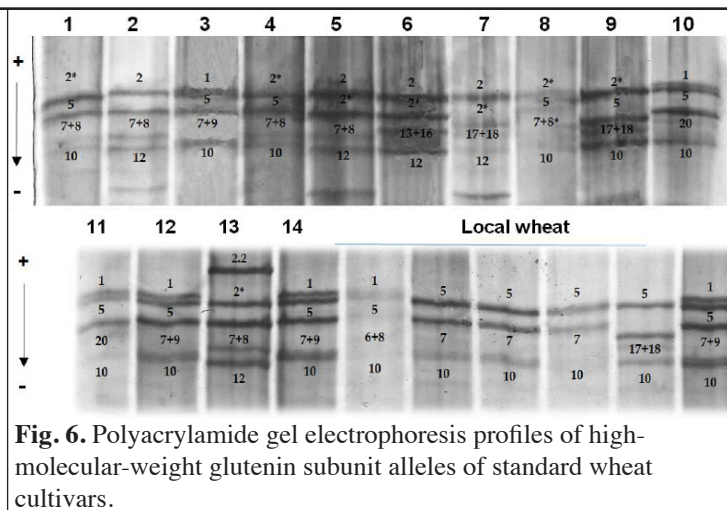 1 2 3 4 5 6 7 8 9 10
+
2* 2 1 2* 2 2 2 2* 2* 1
5 5 5 2* 2* 2* 5 5 5
7+8 7+8 7+9 7+8 7+8 13+16 17+18 7+8* 17+18 20
10 12 10 10 12 12 12 10 10 10
-
11 12 13 14 Local wheat
+
2.2
1 1 2* 1 1 5 5 5 5 1
5 5 5 5 5
20 7+9 7+8 7+9 6+8 7 7 7 17+18 7+9
10 10 12 10 10 10 10 10 10 10
-
Fig. 6. Polyacrylamide gel electrophoresis profiles of high-
molecular-weight glutenin subunit alleles of standard wheat
cultivars.